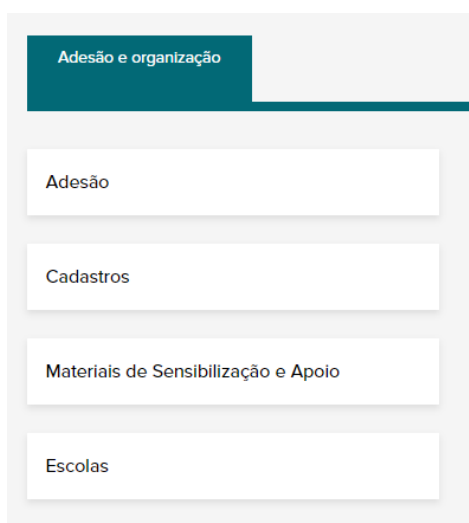 Adesão e organização
Adesão
Cadastros
Materiais de Sensibilização e Apoio
Escolas